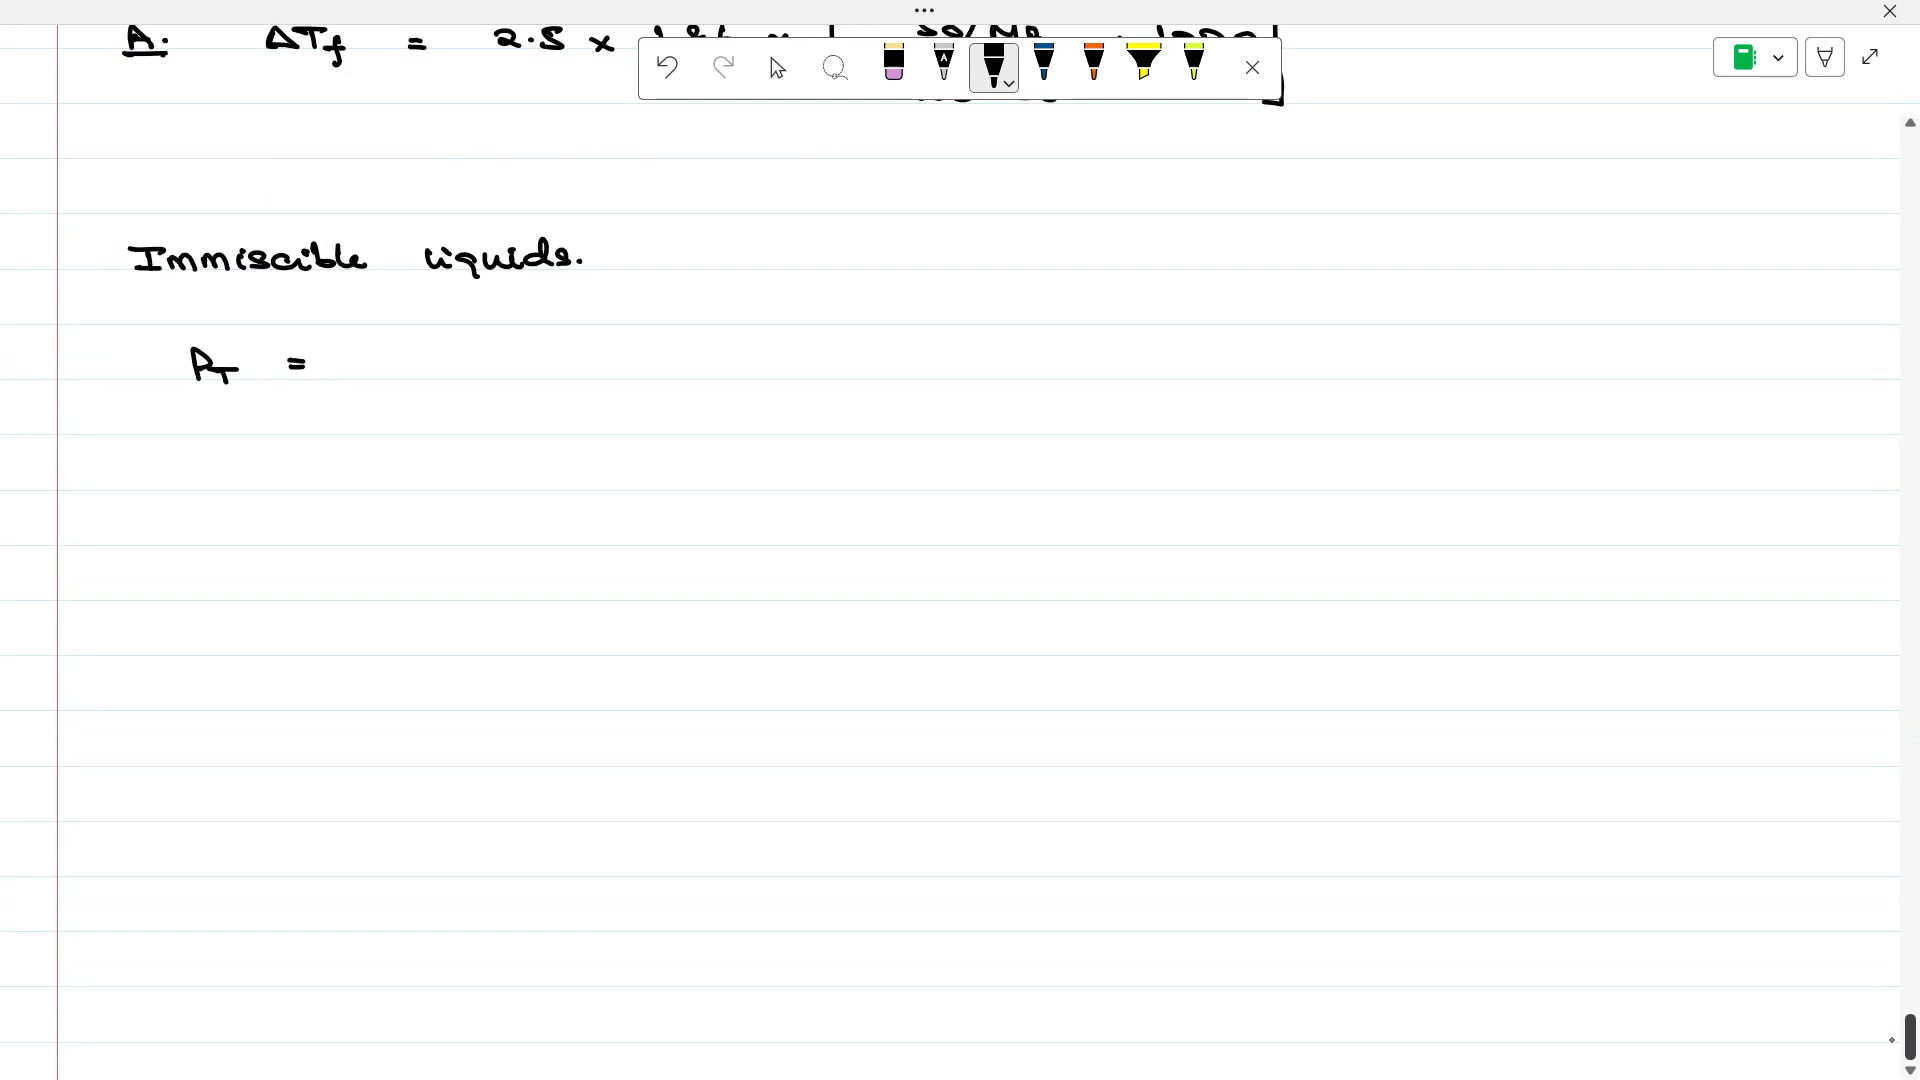 A. ΔTf = 2.5 ×
Immiscible liquids.
PT =